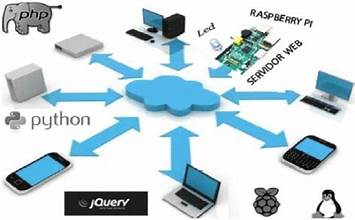 php
Led
RASPBERRY PI
SERVIDOR WEB
python
jQuery